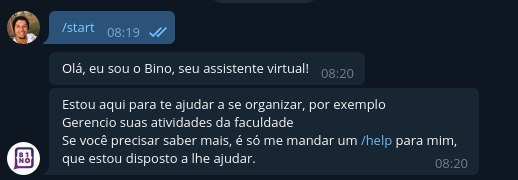 /start 08:19
Olá, eu sou o Bino, seu assistente virtual! 08:20
Estou aqui para te ajudar a se organizar, por exemplo
Gerencio suas atividades da faculdade
Se você precisar saber mais, é só me mandar um /help para mim,
que estou disposto a lhe ajudar. 08:20
B1
NO